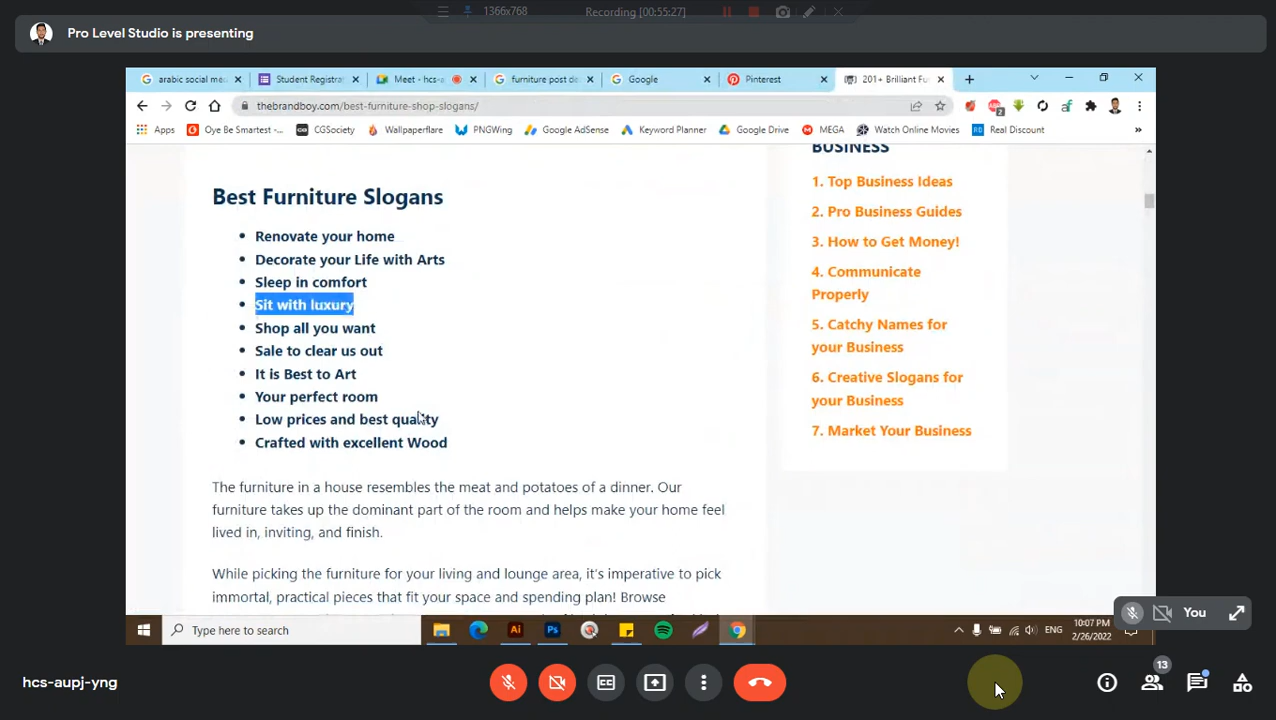 1366x768
Recording [00:55:27]
Pro Level Studio is presenting
arabic social me
Student Registra
Meet - hcs-a
furniture post de
Google
Pinterest
201+ Brilliant Fu
thebrandboy.com/best-furniture-shop-slogans/
2
Apps
Oye Be Smartest -...
CGSociety
Wallpaperflare
PNGWing
Google AdSense
Keyword Planner
Google Drive
MEGA
Watch Online Movies
RD
Real Discount
»
Best Furniture Slogans
• Renovate your home
• Decorate your Life with Arts
• Sleep in comfort
• Sit with luxury
• Shop all you want
• Sale to clear us out
• It is Best to Art
• Your perfect room
• Low prices and best quality
• Crafted with excellent Wood
The furniture in a house resembles the meat and potatoes of a dinner. Our
furniture takes up the dominant part of the room and helps make your home feel
lived in, inviting, and finish.
While picking the furniture for your living and lounge area, it's imperative to pick
immortal, practical pieces that fit your space and spending plan! Browse
BUSINESS
1. Top Business Ideas
2. Pro Business Guides
3. How to Get Money!
4. Communicate
Properly
5. Catchy Names for
your Business
6. Creative Slogans for
your Business
7. Market Your Business
You
Type here to search
Ai
Ps
ENG
10:07 PM
2/26/2022
hcs-aupj-yng
CC
13